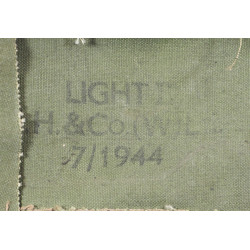 LIGHT
H. & Co (W) L
7/1944